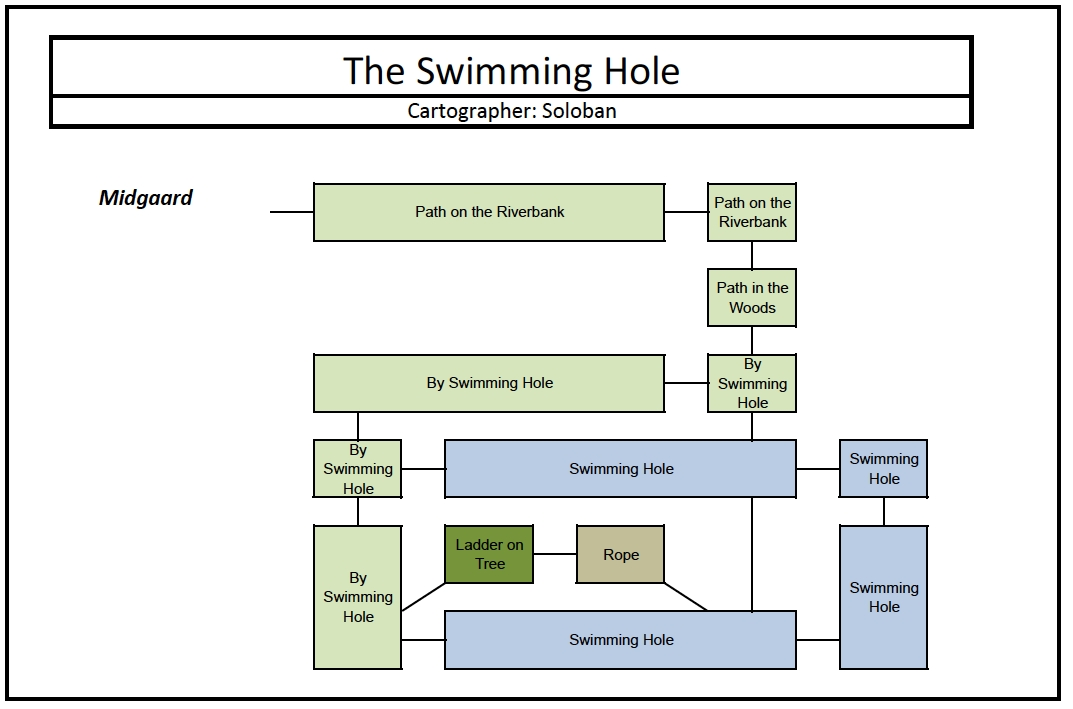 The Swimming Hole
Cartographer: Soloban
Midgaard
Path on the Riverbank
Path on the
Riverbank
Path in the
Woods
By Swimming Hole
By
Swimming
Hole
By
Swimming
Hole
Swimming Hole
Swimming
Hole
By
Swimming
Hole
Ladder on
Tree
Rope
Swimming
Hole
Swimming Hole